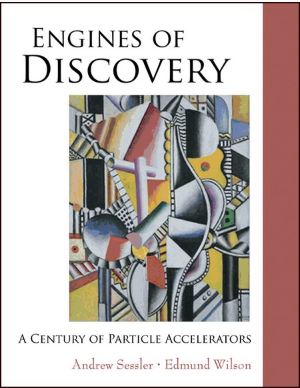 ENGINES OF
DISCOVERY
A CENTURY OF PARTICLE ACCELERATORS
Andrew Sessler • Edmund Wilson